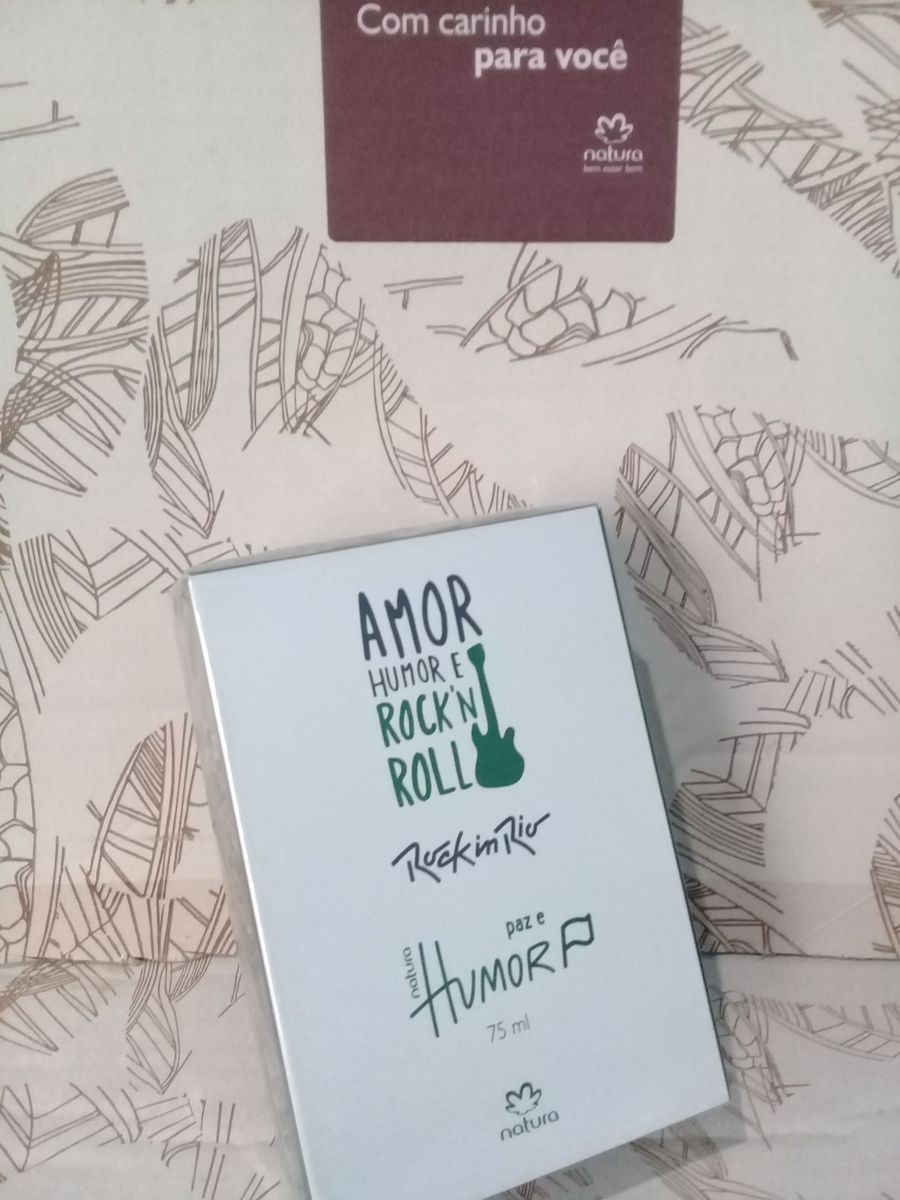 Com carinho
para você
natura
bem estar bem
AMOR
HUMOR E
ROCK'N
ROLL
Rock in Rio
paz e
natura
HUMOR
75 ml
natura